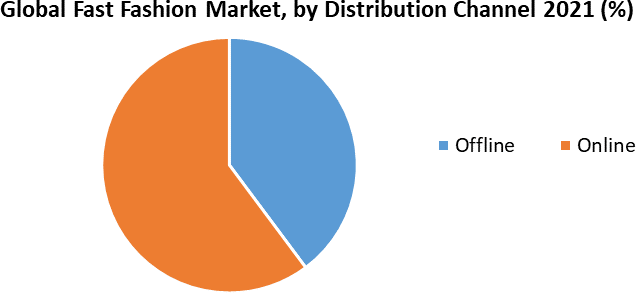 Global Fast Fashion Market, by Distribution Channel 2021 (%)
Offline
Online